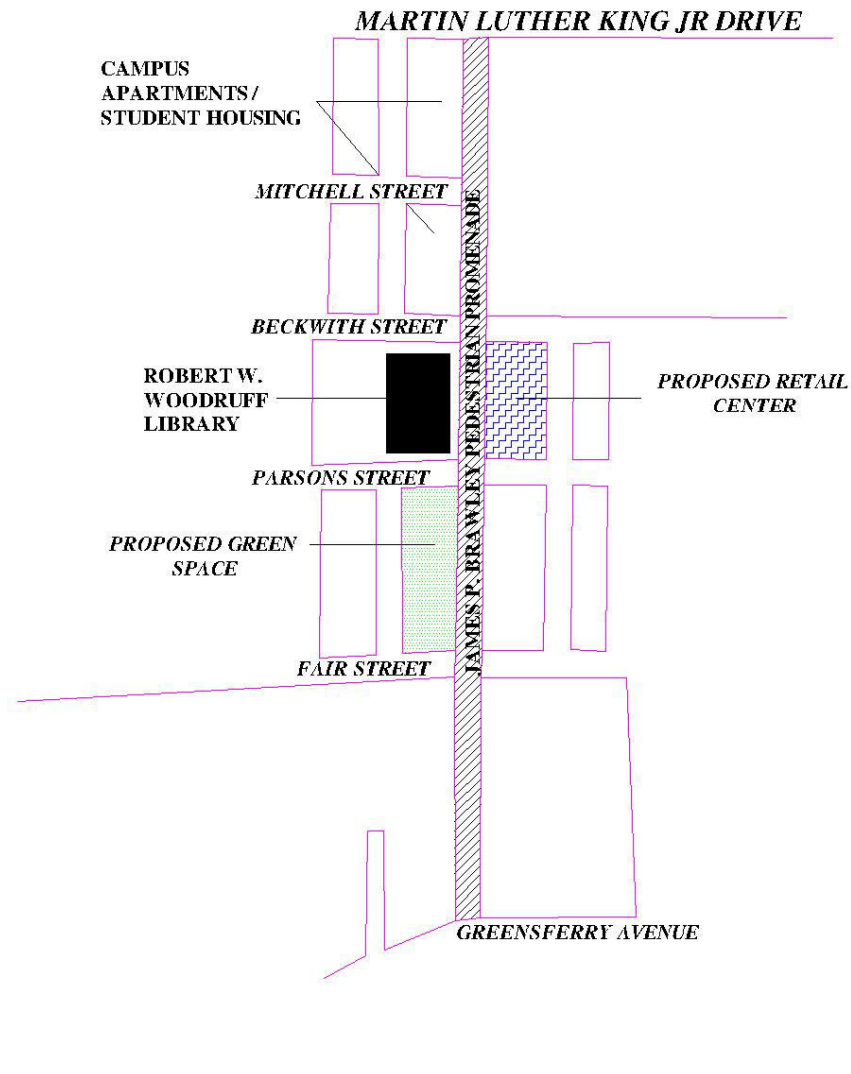 MARTIN LUTHER KING JR DRIVE
CAMPUS
APARTMENTS /
STUDENT HOUSING
MITCHELL STREET
JAMES P. BRAWLEY PEDESTRIAN PROMENADE
BECKWITH STREET
ROBERT W.
WOODRUFF
LIBRARY
PROPOSED RETAIL
CENTER
PARSONS STREET
PROPOSED GREEN
SPACE
FAIR STREET
GREENSFERRY AVENUE